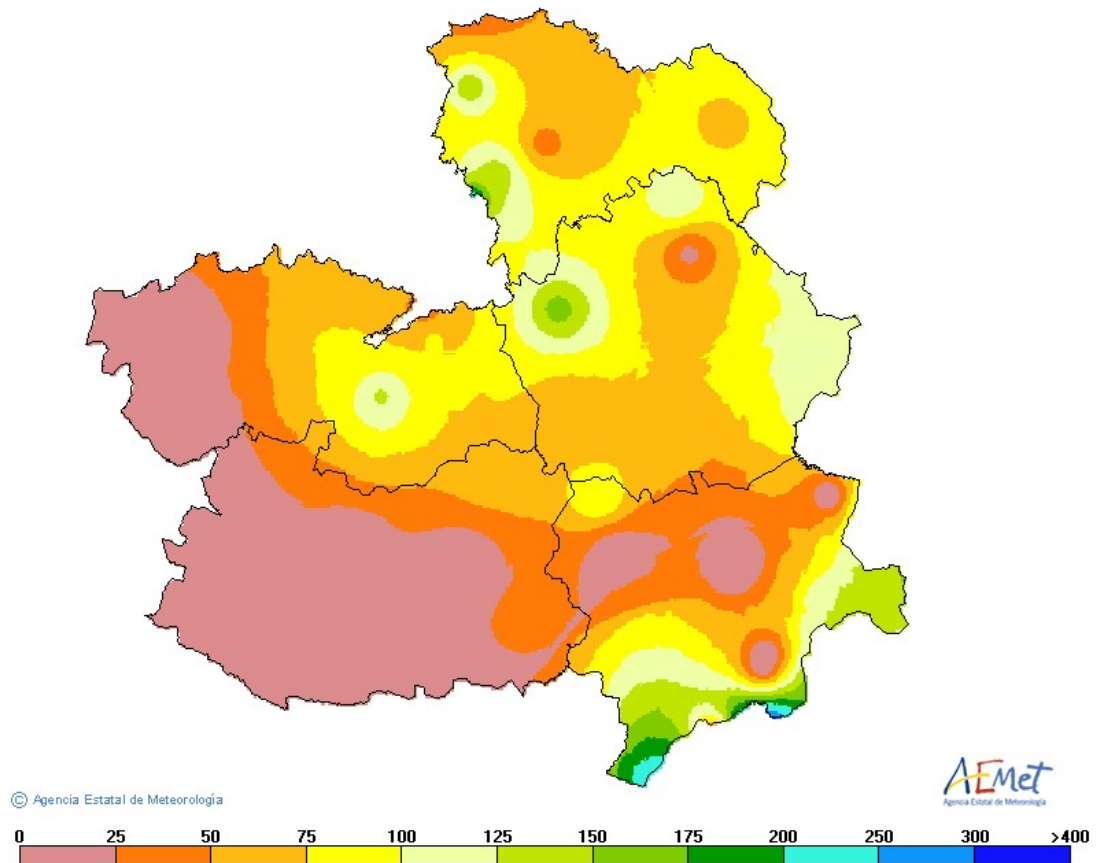 AEMet
Agencia Estatal de Meteorología
© Agencia Estatal de Meteorología
0 25 50 75 100 125 150 175 200 250 300 >400